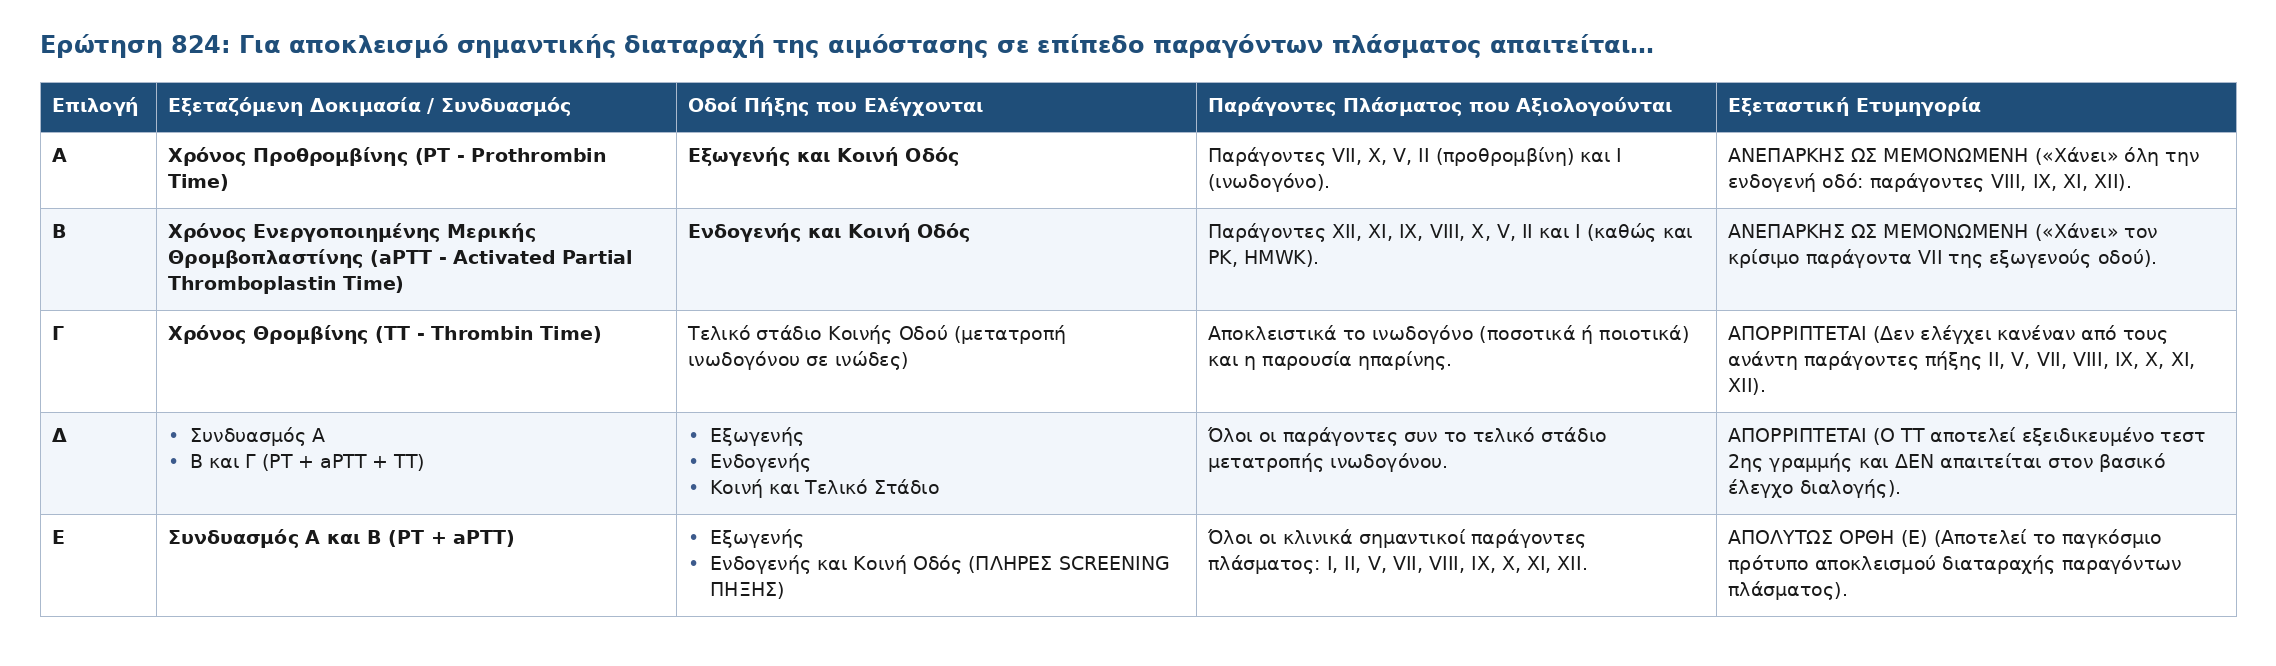 Ερώτηση 824: Για αποκλεισμό σημαντικής διαταραχή της αιμόστασης σε επίπεδο παραγόντων πλάσματος απαιτείται...
Επιλογή
Εξεταζόμενη Δοκιμασία / Συνδυασμός
Οδοί Πήξης που Ελέγχονται
Παράγοντες Πλάσματος που Αξιολογούνται
Εξεταστική Ετυμηγορία
Α
Χρόνος Προθρομβίνης (PT - Prothrombin
Time)
Εξωγενής και Κοινή Οδός
Παράγοντες VII, X, V, II (προθρομβίνη) και I
(ινωδογόνο).
ΑΝΕΠΑΡΚΗΣ ΩΣ ΜΕΜΟΝΩΜΕΝΗ («Χάνει» όλη την
ενδογενή οδό: παράγοντες VIII, IX, XI, XII).
Β
Χρόνος Ενεργοποιημένης Μερικής
Θρομβοπλαστίνης (aPTT - Activated Partial
Thromboplastin Time)
Ενδογενής και Κοινή Οδός
Παράγοντες XII, XI, IX, VIII, X, V, II και I (καθώς και
PK, HMWK).
ΑΝΕΠΑΡΚΗΣ ΩΣ ΜΕΜΟΝΩΜΕΝΗ («Χάνει» τον
κρίσιμο παράγοντα VII της εξωγενούς οδού).
Γ
Χρόνος Θρομβίνης (TT - Thrombin Time)
Τελικό στάδιο Κοινής Οδού (μετατροπή
ινωδογόνου σε ινώδες)
Αποκλειστικά το ινωδογόνο (ποσοτικά ή ποιοτικά)
και η παρουσία ηπαρίνης.
ΑΠΟΡΡΙΠΤΕΤΑΙ (Δεν ελέγχει κανέναν από τους
ανάντη παράγοντες πήξης II, V, VII, VIII, IX, X, XI,
XII).
Δ
• Συνδυασμός Α
• Β και Γ (PT + aPTT + TT)
• Εξωγενής
• Ενδογενής
• Κοινή και Τελικό Στάδιο
Όλοι οι παράγοντες συν το τελικό στάδιο
μετατροπής ινωδογόνου.
ΑΠΟΡΡΙΠΤΕΤΑΙ (Ο ΤΤ αποτελεί εξειδικευμένο τεστ
2ης γραμμής και ΔΕΝ απαιτείται στον βασικό
έλεγχο διαλογής).
Ε
Συνδυασμός Α και Β (PT + aPTT)
• Εξωγενής
• Ενδογενής και Κοινή Οδός (ΠΛΗΡΕΣ SCREENING
ΠΗΞΗΣ)
Όλοι οι κλινικά σημαντικοί παράγοντες
πλάσματος: I, II, V, VII, VIII, IX, X, XI, XII.
ΑΠΟΛΥΤΩΣ ΟΡΘΗ (Ε) (Αποτελεί το παγκόσμιο
πρότυπο αποκλεισμού διαταραχής παραγόντων
πλάσματος).